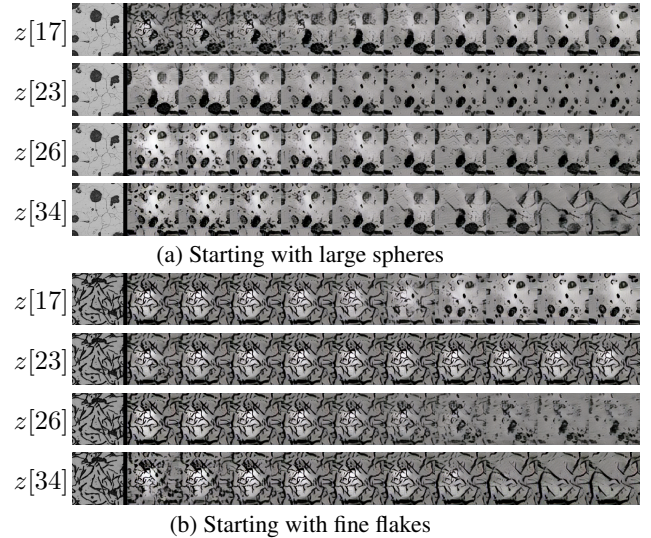 z[17]
z[23]
z[26]
z[34]
(a) Starting with large spheres
z[17]
z[23]
z[26]
z[34]
(b) Starting with fine flakes